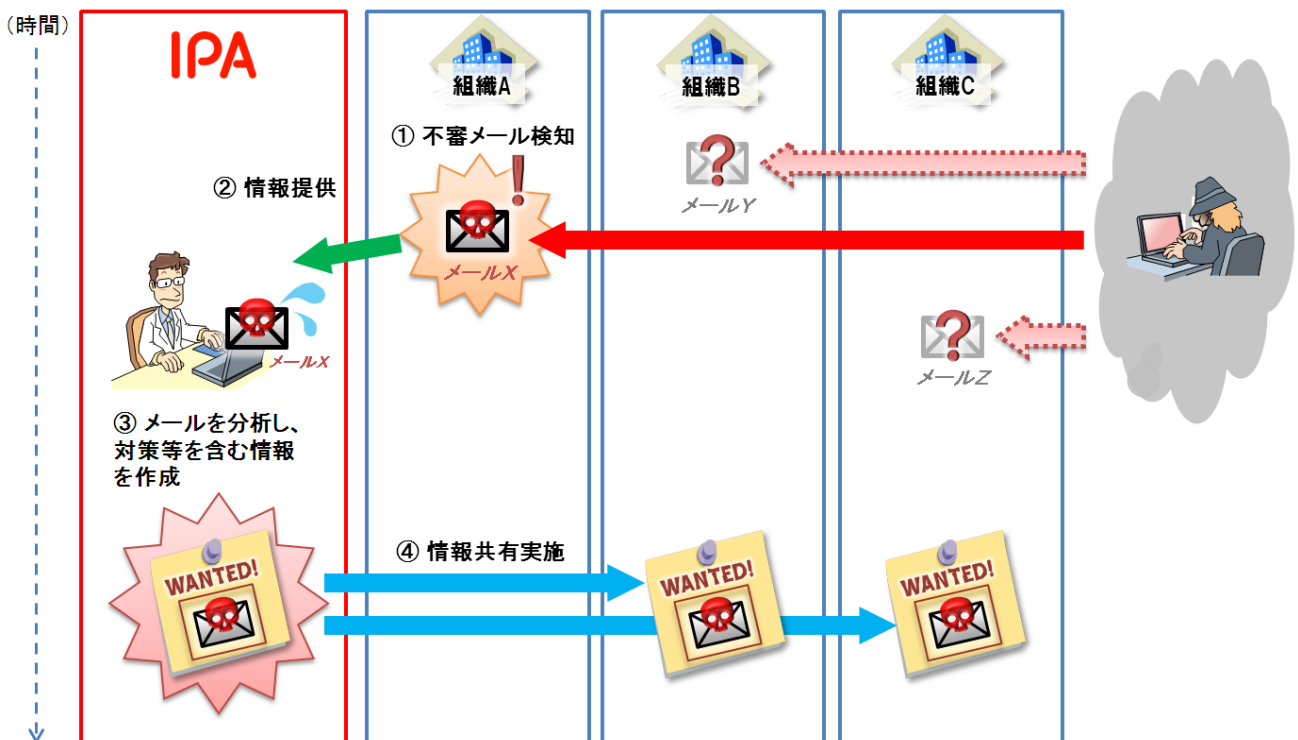 (時間)
IPA
組織A
組織B
組織C
① 不審メール検知
② 情報提供
メールY
メールX
メールX
メールZ
③ メールを分析し、
対策等を含む情報
を作成
④ 情報共有実施
WANTED!
WANTED!
WANTED!